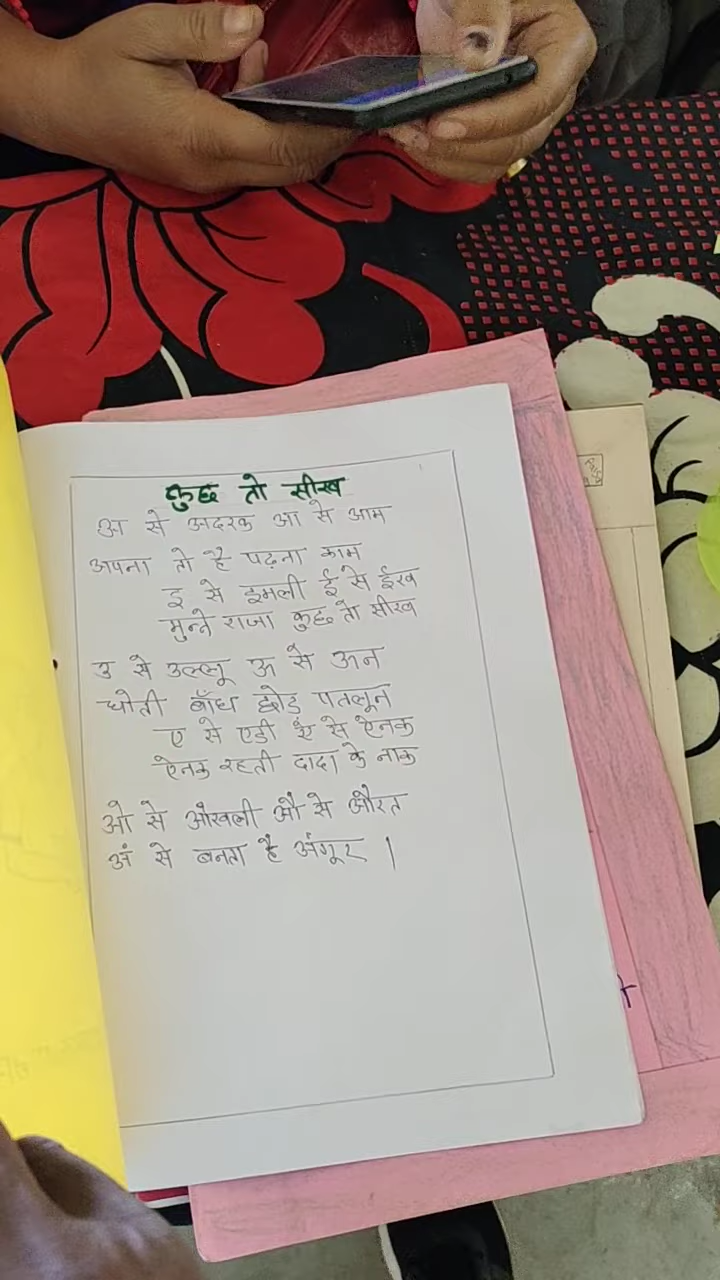 कुछ तो सीख
अ से अदरक आ से आम
अपना तो है पढ़ना काम
इ से इमली ई से ईख
मुन्ने राजा कुछ तो सीख
उ से उल्लू ऊ से ऊन
धोती बाँध छोड़ पतलून
ए से एडी ऐ से ऐनक
ऐनक रहती दादा के नाक
ओ से ओखली औ से औरत
अं से बनता है अंगूर ।